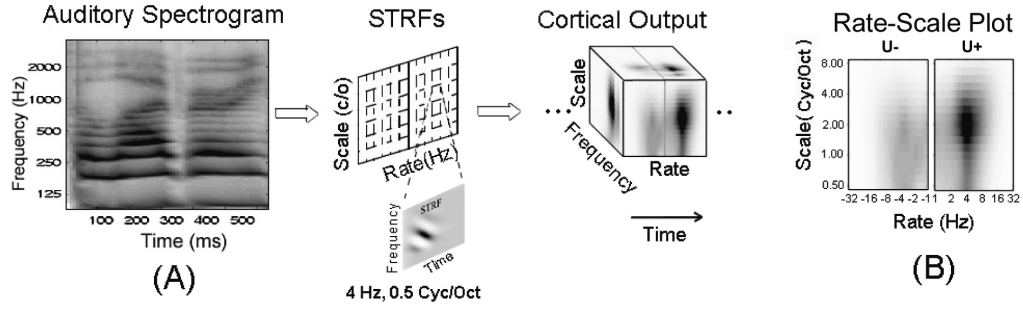 Auditory Spectrogram
Frequency (Hz)
2000
1000
500
250
125
100 200 300 400 500
Time (ms)
(A)
STRFs
Scale (c/o)
Rate(Hz)
STRF
Frequency
Time
4 Hz, 0.5 Cyc/Oct
Cortical Output
Scale
Frequency
Rate
Time
Rate-Scale Plot
U- U+
Scale( Cyc/Oct )
8.00
4.00
2.00
1.00
0.50
-32 -16 -8 -4 -2 -1 1 2 4 8 16 32
Rate (Hz)
(B)